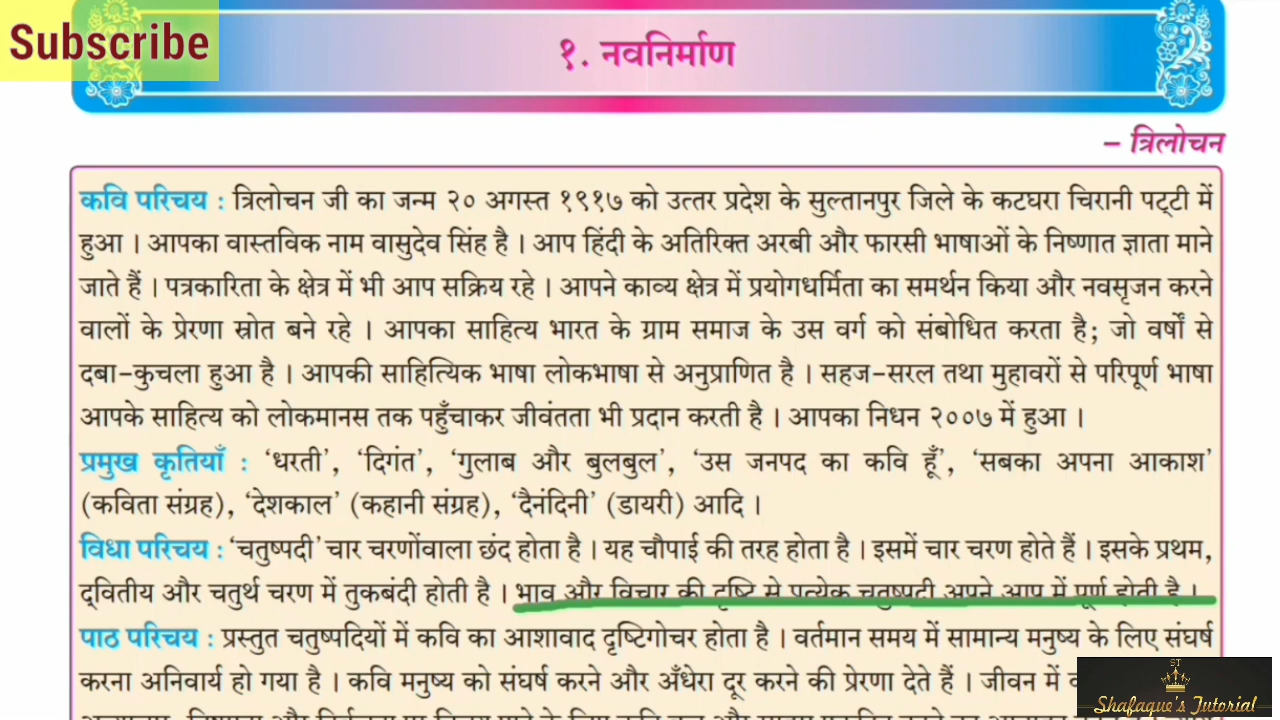 Subscribe
१. नवनिर्माण
– त्रिलोचन
कवि परिचय : त्रिलोचन जी का जन्म २० अगस्त १९१७ को उत्तर प्रदेश के सुल्तानपुर जिले के कटघरा चिरानी पट्टी में
हुआ । आपका वास्तविक नाम वासुदेव सिंह है । आप हिंदी के अतिरिक्त अरबी और फारसी भाषाओं के निष्णात ज्ञाता माने
जाते हैं । पत्रकारिता के क्षेत्र में भी आप सक्रिय रहे । आपने काव्य क्षेत्र में प्रयोगधर्मिता का समर्थन किया और नवसृजन करने
वालों के प्रेरणा स्रोत बने रहे । आपका साहित्य भारत के ग्राम समाज के उस वर्ग को संबोधित करता है; जो वर्षों से
दबा-कुचला हुआ है । आपकी साहित्यिक भाषा लोकभाषा से अनुप्राणित है । सहज-सरल तथा मुहावरों से परिपूर्ण भाषा
आपके साहित्य को लोकमानस तक पहुँचाकर जीवंतता भी प्रदान करती है । आपका निधन २००७ में हुआ ।
प्रमुख कृतियाँ : ‘धरती’, ‘दिगंत’, ‘गुलाब और बुलबुल’, ‘उस जनपद का कवि हूँ’, ‘सबका अपना आकाश’
(कविता संग्रह), ‘देशकाल’ (कहानी संग्रह), ‘दैनंदिनी’ (डायरी) आदि ।
विधा परिचय : ‘चतुष्पदी’ चार चरणोंवाला छंद होता है । यह चौपाई की तरह होता है । इसमें चार चरण होते हैं । इसके प्रथम,
द्वितीय और चतुर्थ चरण में तुकबंदी होती है । भाव और विचार की दृष्टि से प्रत्येक चतुष्पदी अपने आप में पूर्ण होती है ।
पाठ परिचय : प्रस्तुत चतुष्पदियों में कवि का आशावाद दृष्टिगोचर होता है । वर्तमान समय में सामान्य मनुष्य के लिए संघर्ष
करना अनिवार्य हो गया है । कवि मनुष्य को संघर्ष करने और अँधेरा दूर करने की प्रेरणा देते हैं । जीवन में
ST
Shafaque's Tutorial